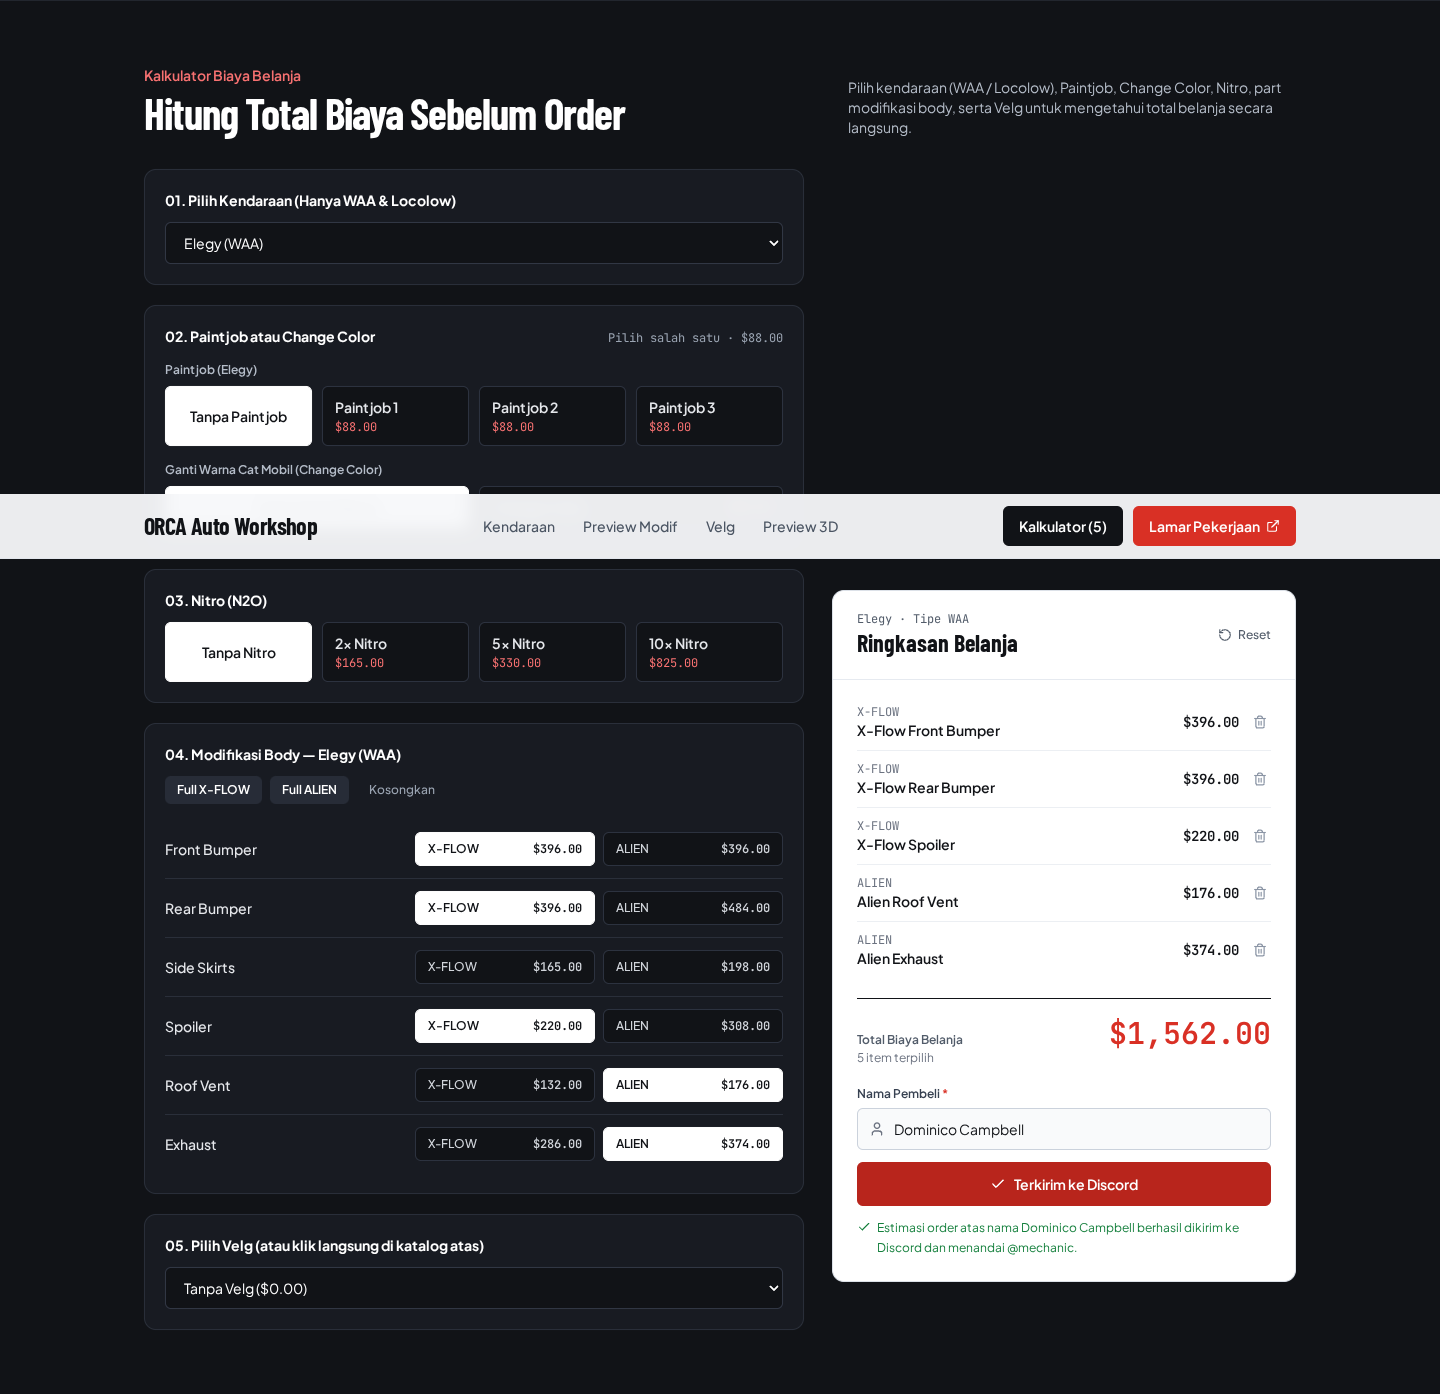 Kalkulator Biaya Belanja
Hitung Total Biaya Sebelum Order
Pilih kendaraan (WAA / Locolow), Paintjob, Change Color, Nitro, part
modifikasi body, serta Velg untuk mengetahui total belanja secara
langsung.
01. Pilih Kendaraan (Hanya WAA & Locolow)
Elegy (WAA)
02. Paintjob atau Change Color
Pilih salah satu · $88.00
Paintjob (Elegy)
Tanpa Paintjob
Paintjob 1
$88.00
Paintjob 2
$88.00
Paintjob 3
$88.00
Ganti Warna Cat Mobil (Change Color)
ORCA Auto Workshop
Kendaraan
Preview Modif
Velg
Preview 3D
Kalkulator (5)
Lamar Pekerjaan
03. Nitro (N2O)
Tanpa Nitro
2× Nitro
$165.00
5× Nitro
$330.00
10× Nitro
$825.00
04. Modifikasi Body — Elegy (WAA)
Full X-FLOW
Full ALIEN
Kosongkan
Front Bumper
X-FLOW $396.00
ALIEN $396.00
Rear Bumper
X-FLOW $396.00
ALIEN $484.00
Side Skirts
X-FLOW $165.00
ALIEN $198.00
Spoiler
X-FLOW $220.00
ALIEN $308.00
Roof Vent
X-FLOW $132.00
ALIEN $176.00
Exhaust
X-FLOW $286.00
ALIEN $374.00
05. Pilih Velg (atau klik langsung di katalog atas)
Tanpa Velg ($0.00)
Elegy · Tipe WAA
Ringkasan Belanja
Reset
X-FLOW
X-Flow Front Bumper
$396.00
X-FLOW
X-Flow Rear Bumper
$396.00
X-FLOW
X-Flow Spoiler
$220.00
ALIEN
Alien Roof Vent
$176.00
ALIEN
Alien Exhaust
$374.00
Total Biaya Belanja
5 item terpilih
$1,562.00
Nama Pembeli *
Dominico Campbell
Terkirim ke Discord
Estimasi order atas nama Dominico Campbell berhasil dikirim ke
Discord dan menandai @mechanic.